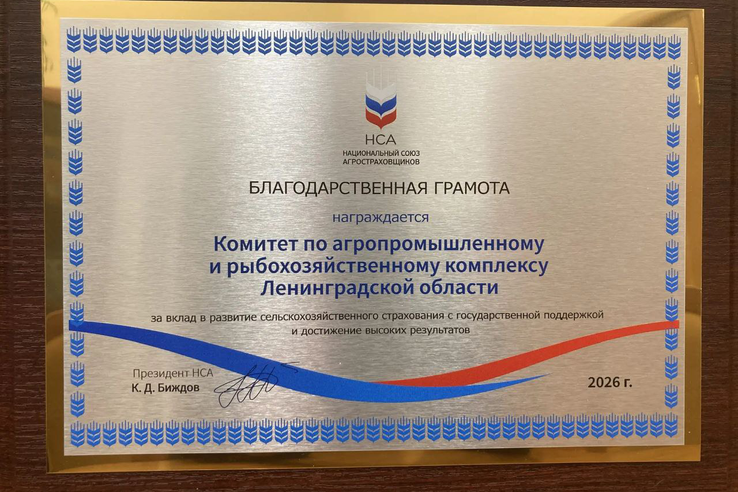 НСА
НАЦИОНАЛЬНЫЙ СОЮЗ
АГРОСТРАХОВЩИКОВ
БЛАГОДАРСТВЕННАЯ ГРАМОТА
награждается
Комитет по агропромышленному
и рыбохозяйственному комплексу
Ленинградской области
за вклад в развитие сельскохозяйственного страхования с государственной поддержкой
и достижение высоких результатов
Президент НСА
К. Д. Биждов
2026 г.